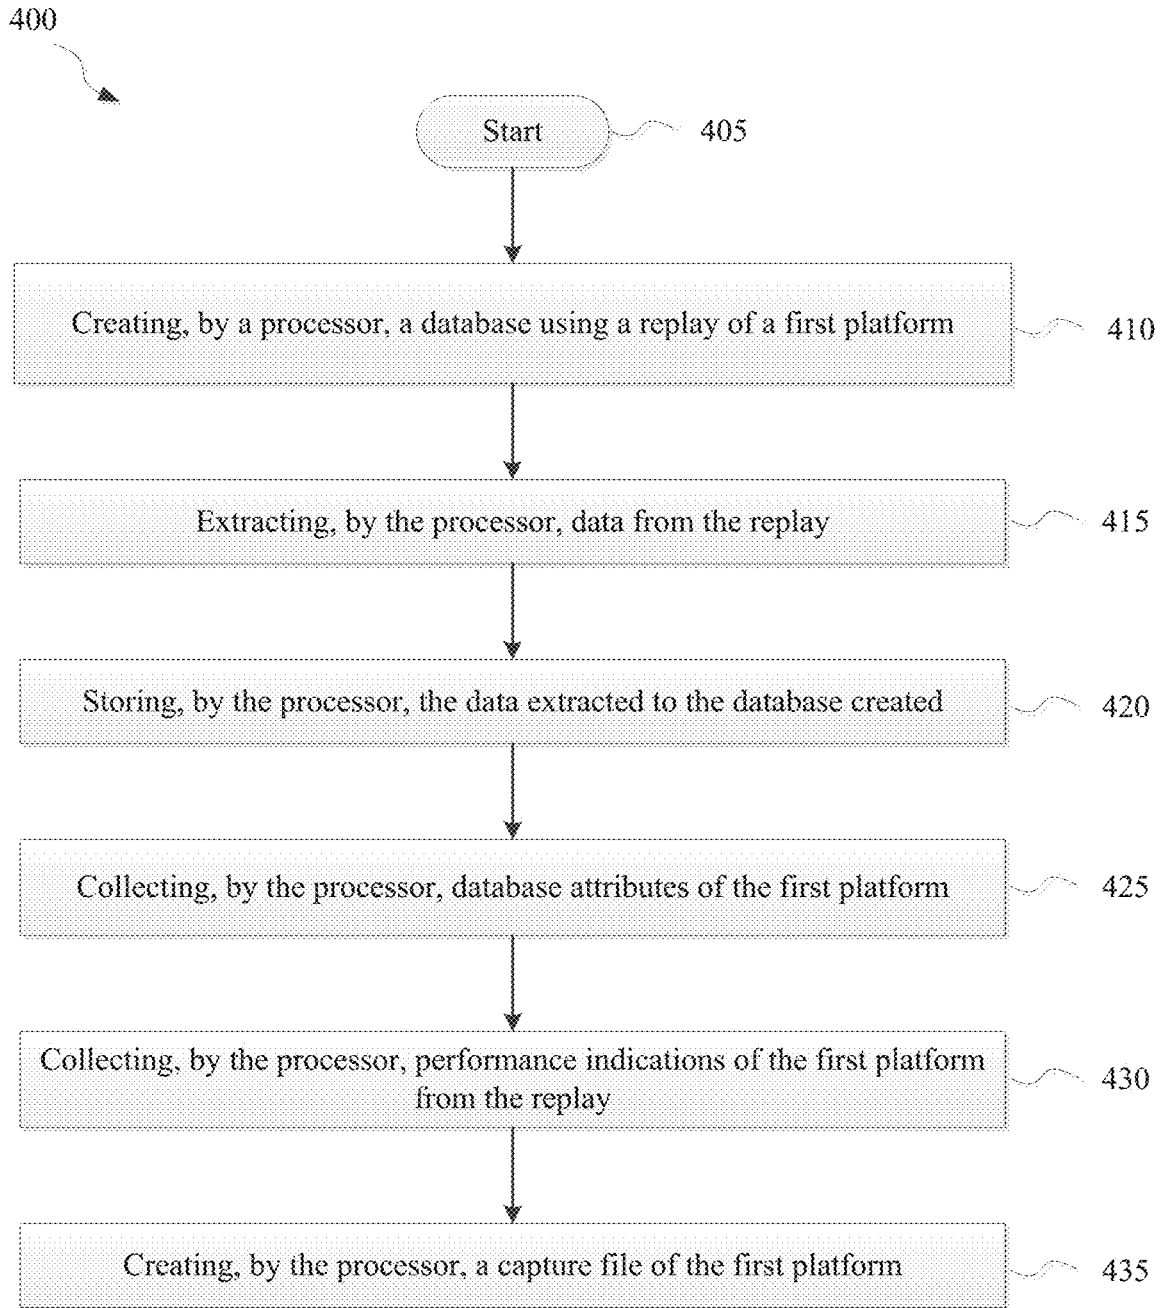 400
Start
405
Creating, by a processor, a database using a replay of a first platform
410
Extracting, by the processor, data from the replay
415
Storing, by the processor, the data extracted to the database created
420
Collecting, by the processor, database attributes of the first platform
425
Collecting, by the processor, performance indications of the first platform
from the replay
430
Creating, by the processor, a capture file of the first platform
435